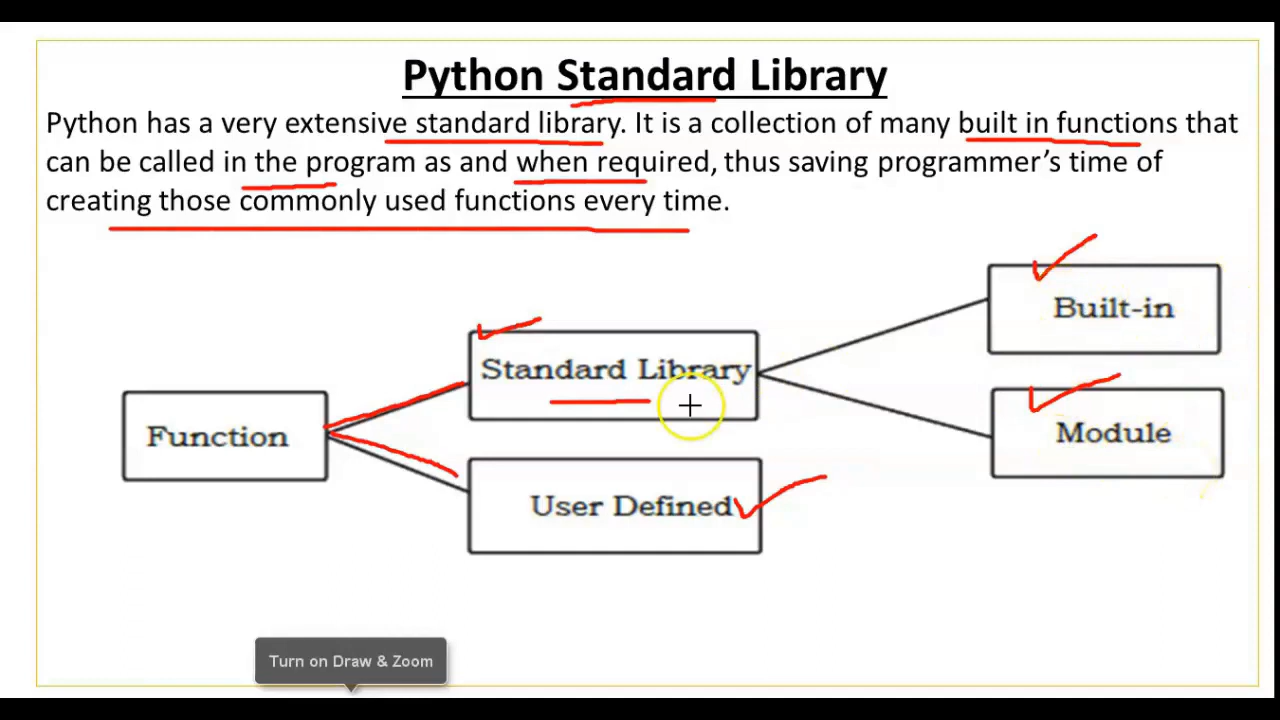 Python Standard Library
Python has a very extensive standard library. It is a collection of many built in functions that
can be called in the program as and when required, thus saving programmer’s time of
creating those commonly used functions every time.
Built-in
Standard Library
Function
Module
User Defined
Turn on Draw & Zoom